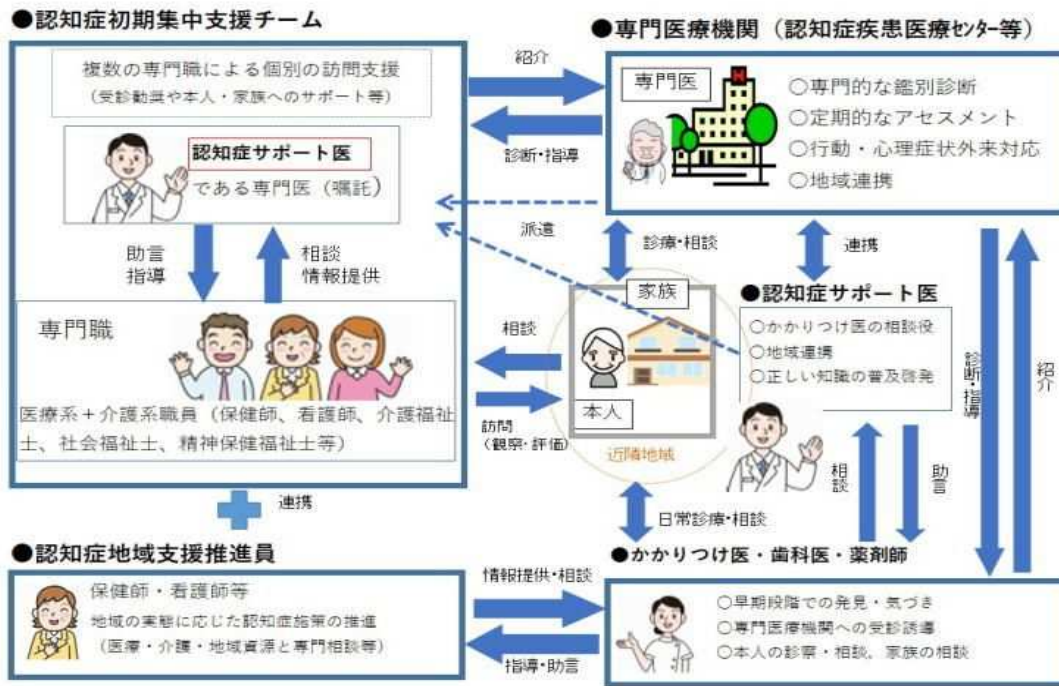 ●認知症初期集中支援チーム
複数の専門職による個別の訪問支援
(受診勧奨や本人・家族へのサポート等)
認知症サポート医
である専門医（嘱託）
助言
指導
相談
情報提供
専門職
医療系＋介護系職員（保健師、看護師、介護福祉
士、社会福祉士、精神保健福祉士等）
連携
●認知症地域支援推進員
保健師・看護師等
地域の実態に応じた認知症施策の推進
（医療・介護・地域資源と専門相談等）
紹介
診断・指導
派遣
相談
訪問
(観察・評価)
情報提供・相談
指導・助言
●専門医療機関（認知症疾患医療センター等）
専門医
H
○専門的な鑑別診断
○定期的なアセスメント
○行動・心理症状外来対応
○地域連携
診療・相談
連携
家族
本人
近隣地域
日常診療・相談
●認知症サポート医
○かかりつけ医の相談役
○地域連携
○正しい知識の普及啓発
相談
助言
診断・指導
紹介
●かかりつけ医・歯科医・薬剤師
○早期段階での発見・気づき
○専門医療機関への受診誘導
○本人の診察・相談、家族の相談